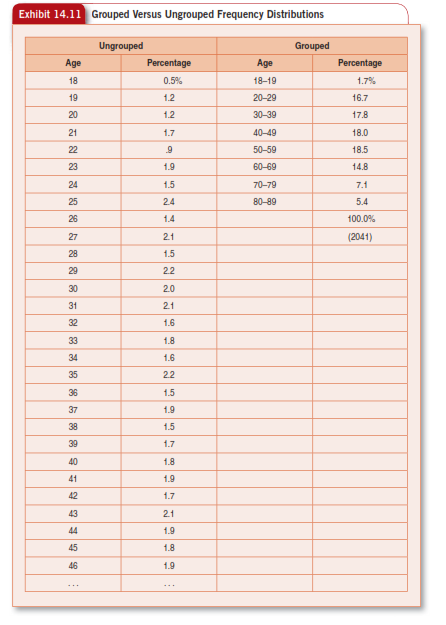 Exhibit 14.11 Grouped Versus Ungrouped Frequency Distributions
Ungrouped Grouped
Age Percentage Age Percentage
18 0.5% 18–19 1.7%
19 1.2 20–29 16.7
20 1.2 30–39 17.8
21 1.7 40–49 18.0
22 .9 50–59 18.5
23 1.9 60–69 14.8
24 1.5 70–79 7.1
25 2.4 80–89 5.4
26 1.4 100.0%
27 2.1 (2041)
28 1.5
29 2.2
30 2.0
31 2.1
32 1.6
33 1.8
34 1.6
35 2.2
36 1.5
37 1.9
38 1.5
39 1.7
40 1.8
41 1.9
42 1.7
43 2.1
44 1.9
45 1.8
46 1.9
... ...